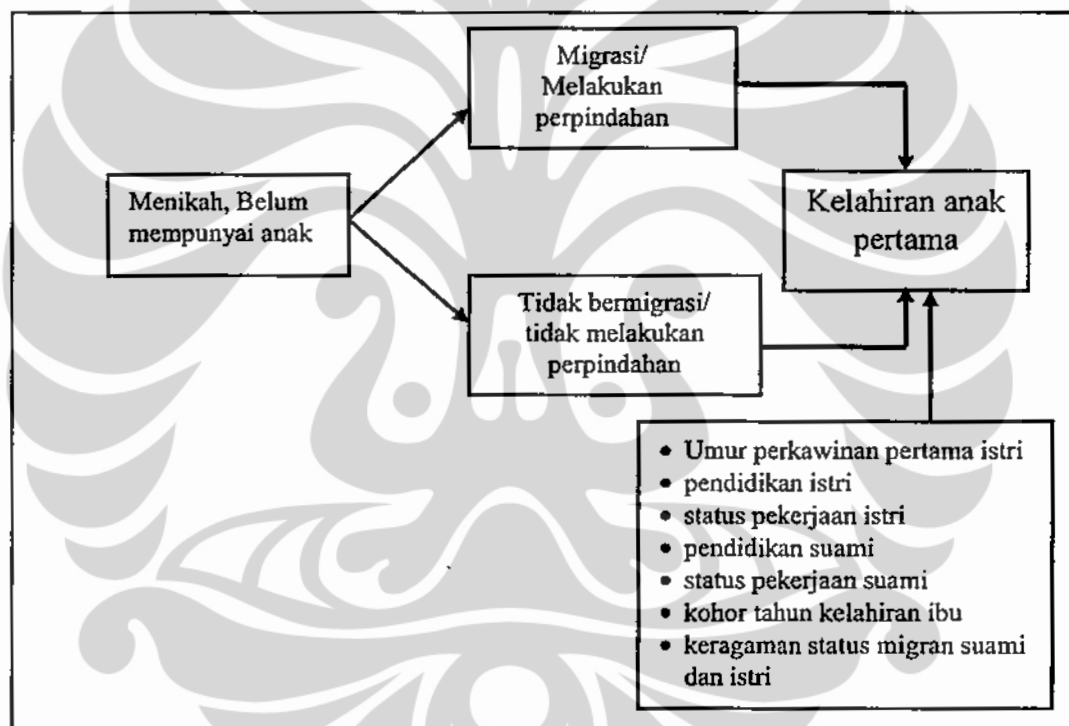 Migrasi/
Melakukan
perpindahan
Menikah, Belum
mempunyai anak
Kelahiran anak
pertama
Tidak bermigrasi/
tidak melakukan
perpindahan
• Umur perkawinan pertama istri
• pendidikan istri
• status pekerjaan istri
• pendidikan suami
• status pekerjaan suami
• kohor tahun kelahiran ibu
• keragaman status migran suami
dan istri